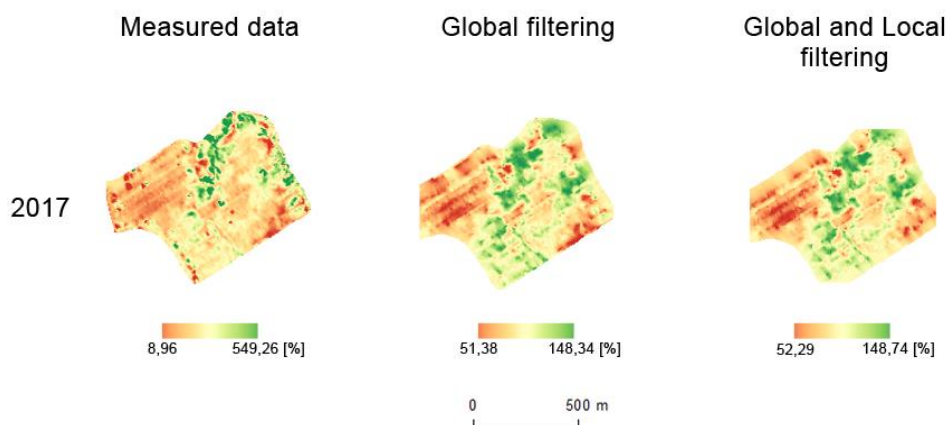 Measured data
Global filtering
Global and Local
filtering
2017
8,96 549,26 [%]
51,38 148,34 [%]
52,29 148,74 [%]
0 500 m